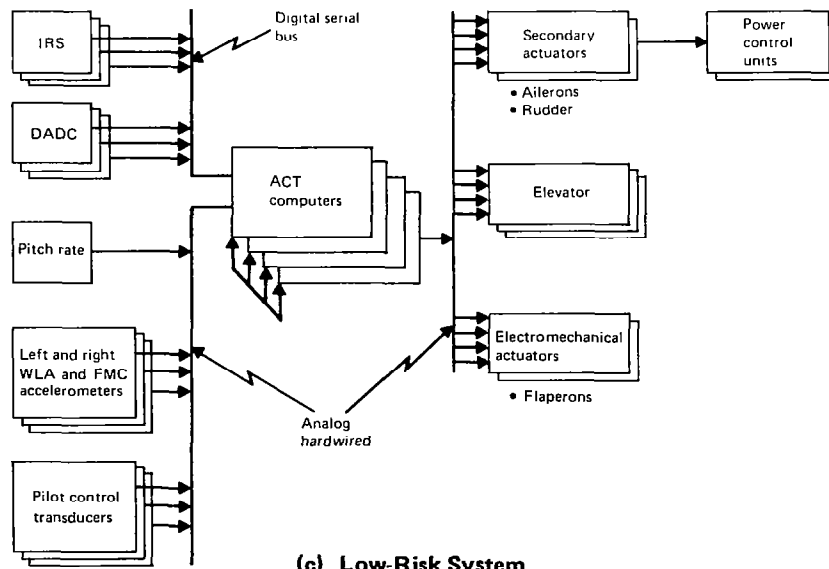 IRS
Digital serial
bus
Secondary
actuators
Power
control
units
• Ailerons
• Rudder
DADC
ACT
computers
Elevator
Pitch rate
Left and right
WLA and FMC
accelerometers
Electromechanical
actuators
• Flaperons
Analog
hardwired
Pilot control
transducers
(c) Low-Risk System